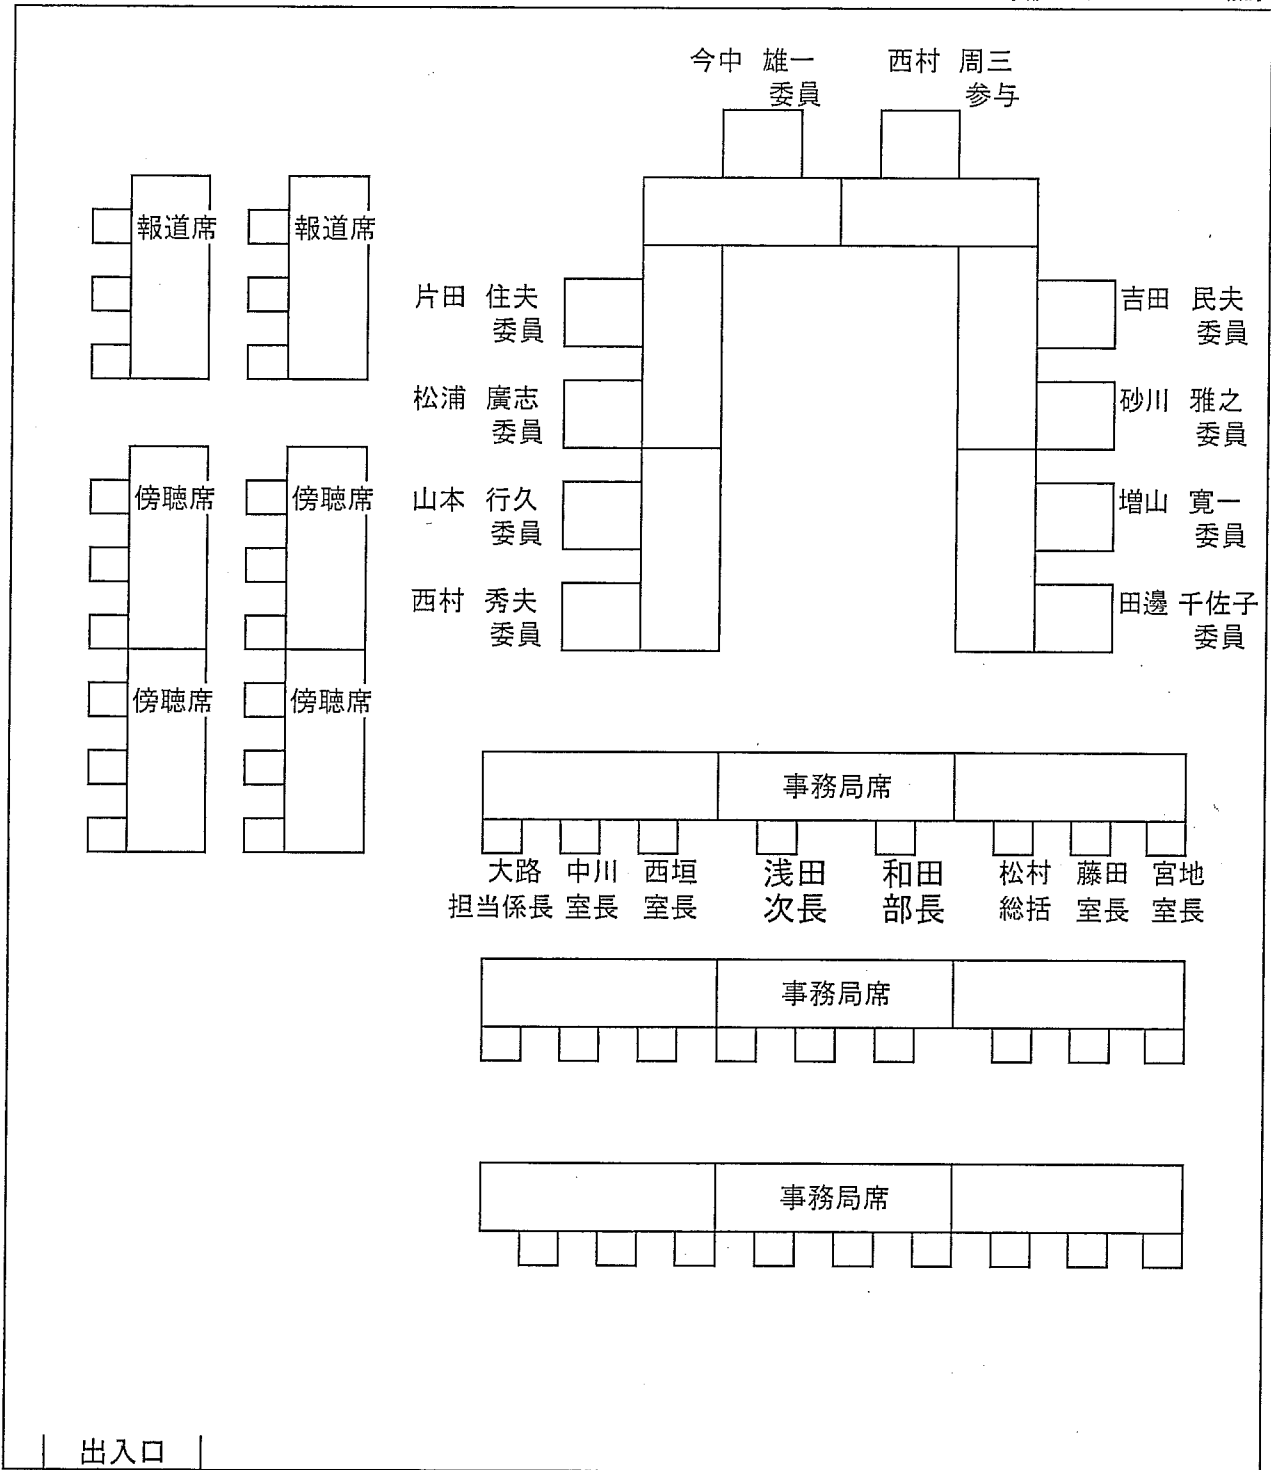 今中 雄一
委員
西村 周三
参与
報道席
報道席
片田 住夫
委員
吉田 民夫
委員
松浦 廣志
委員
砂川 雅之
委員
傍聴席
傍聴席
山本 行久
委員
増山 寛一
委員
西村 秀夫
委員
田邊 千佐子
委員
傍聴席
傍聴席
事務局席
大路
担当係長
中川
室長
西垣
室長
浅田
次長
和田
部長
松村
総括
藤田
室長
宮地
室長
事務局席
事務局席
出入口